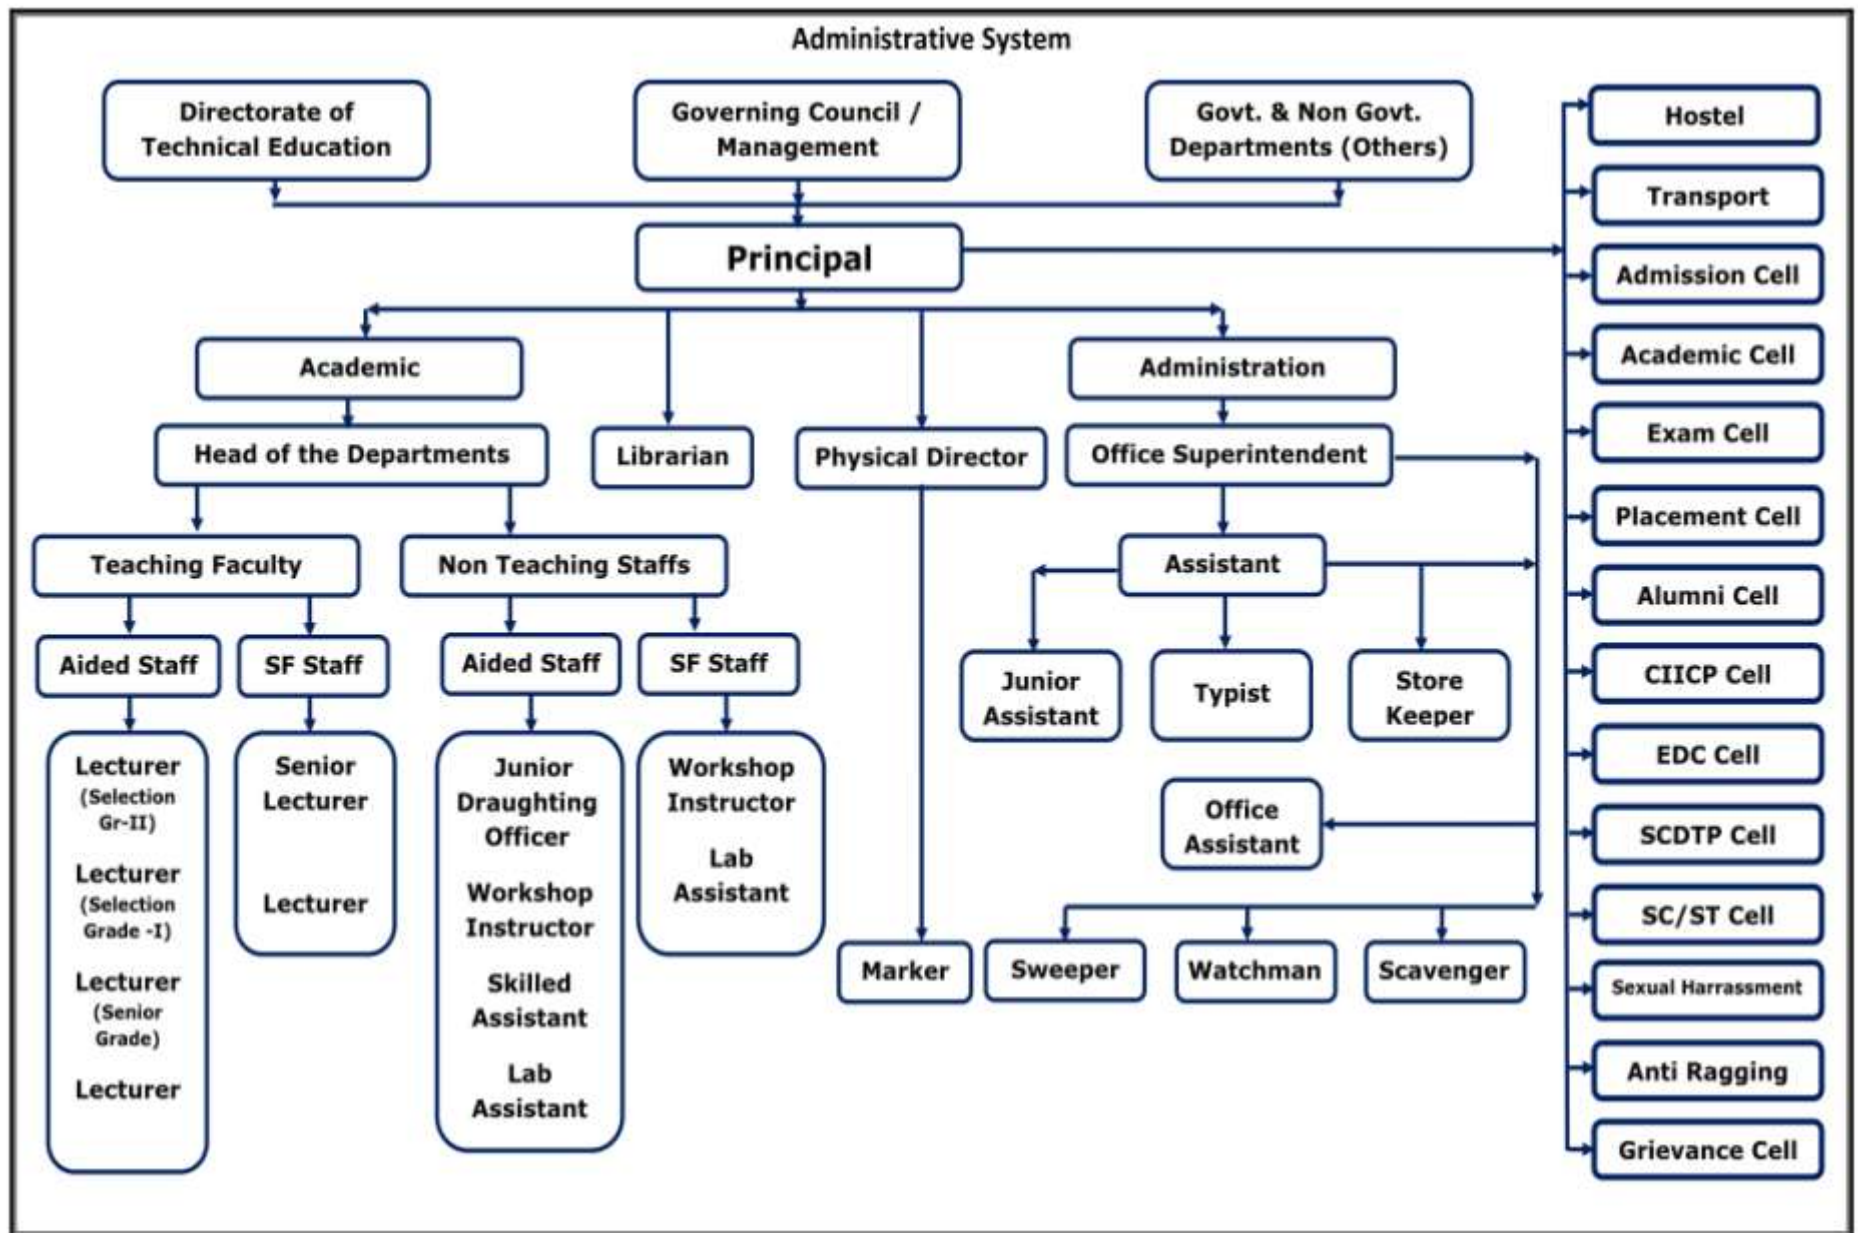 Administrative System
Directorate of
Technical Education
Governing Council /
Management
Govt. & Non Govt.
Departments (Others)
Principal
Academic
Administration
Head of the Departments
Librarian
Physical Director
Office Superintendent
Teaching Faculty
Non Teaching Staffs
Assistant
Aided Staff
SF Staff
Aided Staff
SF Staff
Junior
Assistant
Typist
Store
Keeper
Lecturer
(Selection
Gr-II)
Lecturer
(Selection
Grade -I)
Lecturer
(Senior
Grade)
Lecturer
Senior
Lecturer
Lecturer
Junior
Draughting
Officer
Workshop
Instructor
Skilled
Assistant
Lab
Assistant
Workshop
Instructor
Lab
Assistant
Office
Assistant
Marker
Sweeper
Watchman
Scavenger
Hostel
Transport
Admission Cell
Academic Cell
Exam Cell
Placement Cell
Alumni Cell
CIICP Cell
EDC Cell
SCDTP Cell
SC/ST Cell
Sexual Harrassment
Anti Ragging
Grievance Cell